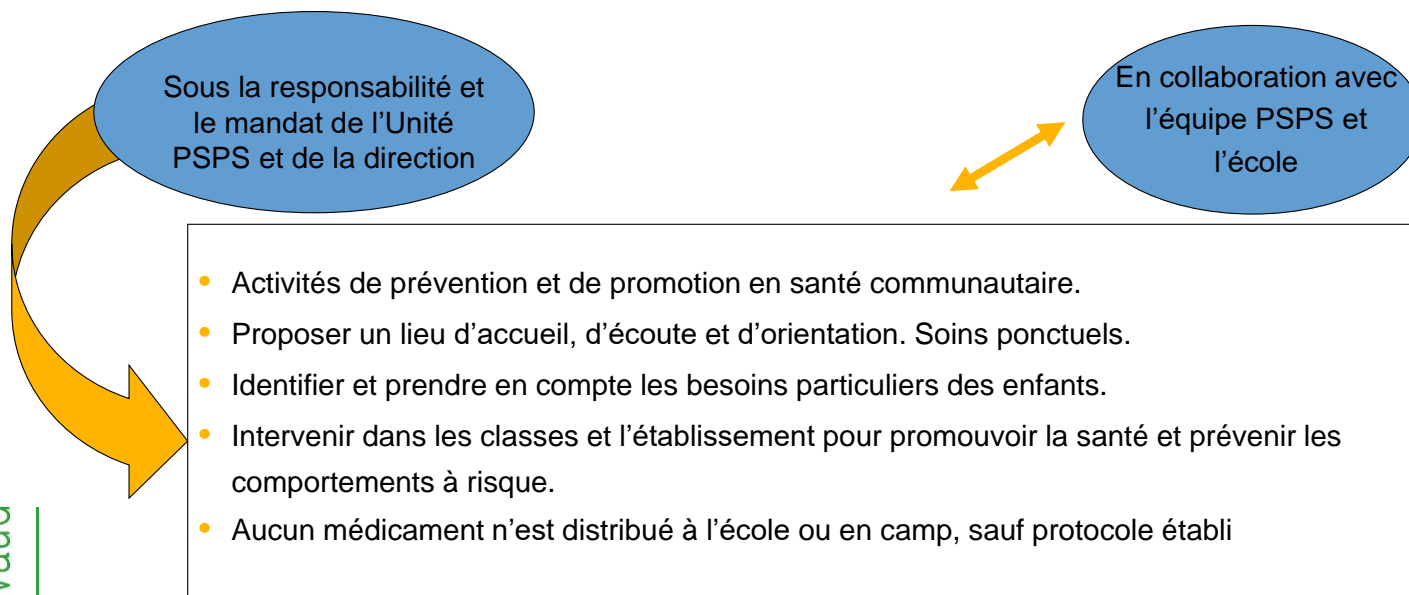 Sous la responsabilité et
le mandat de l’Unité
PSPS et de la direction
En collaboration avec
l’équipe PSPS et
l’école
• Activités de prévention et de promotion en santé communautaire.
• Proposer un lieu d’accueil, d’écoute et d’orientation. Soins ponctuels.
• Identifier et prendre en compte les besoins particuliers des enfants.
• Intervenir dans les classes et l’établissement pour promouvoir la santé et prévenir les
comportements à risque.
• Aucun médicament n’est distribué à l’école ou en camp, sauf protocole établi
vaud